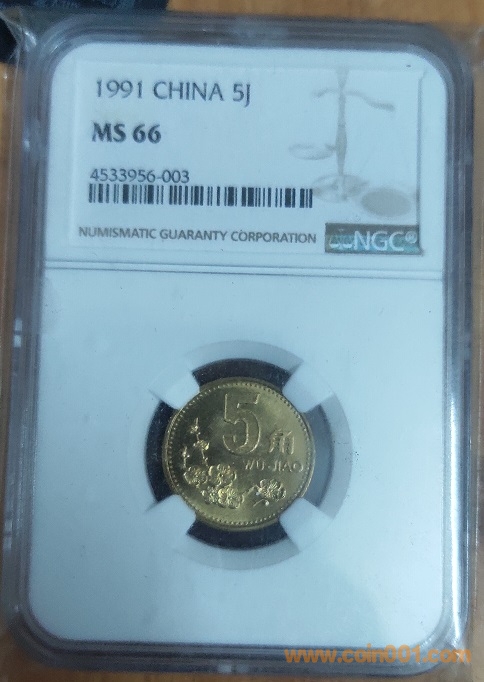 1991 CHINA 5J
MS 66
4533956-003
NUMISMATIC GUARANTY CORPORATION
NGC®
5角
WU JIAO
www.coin001.com